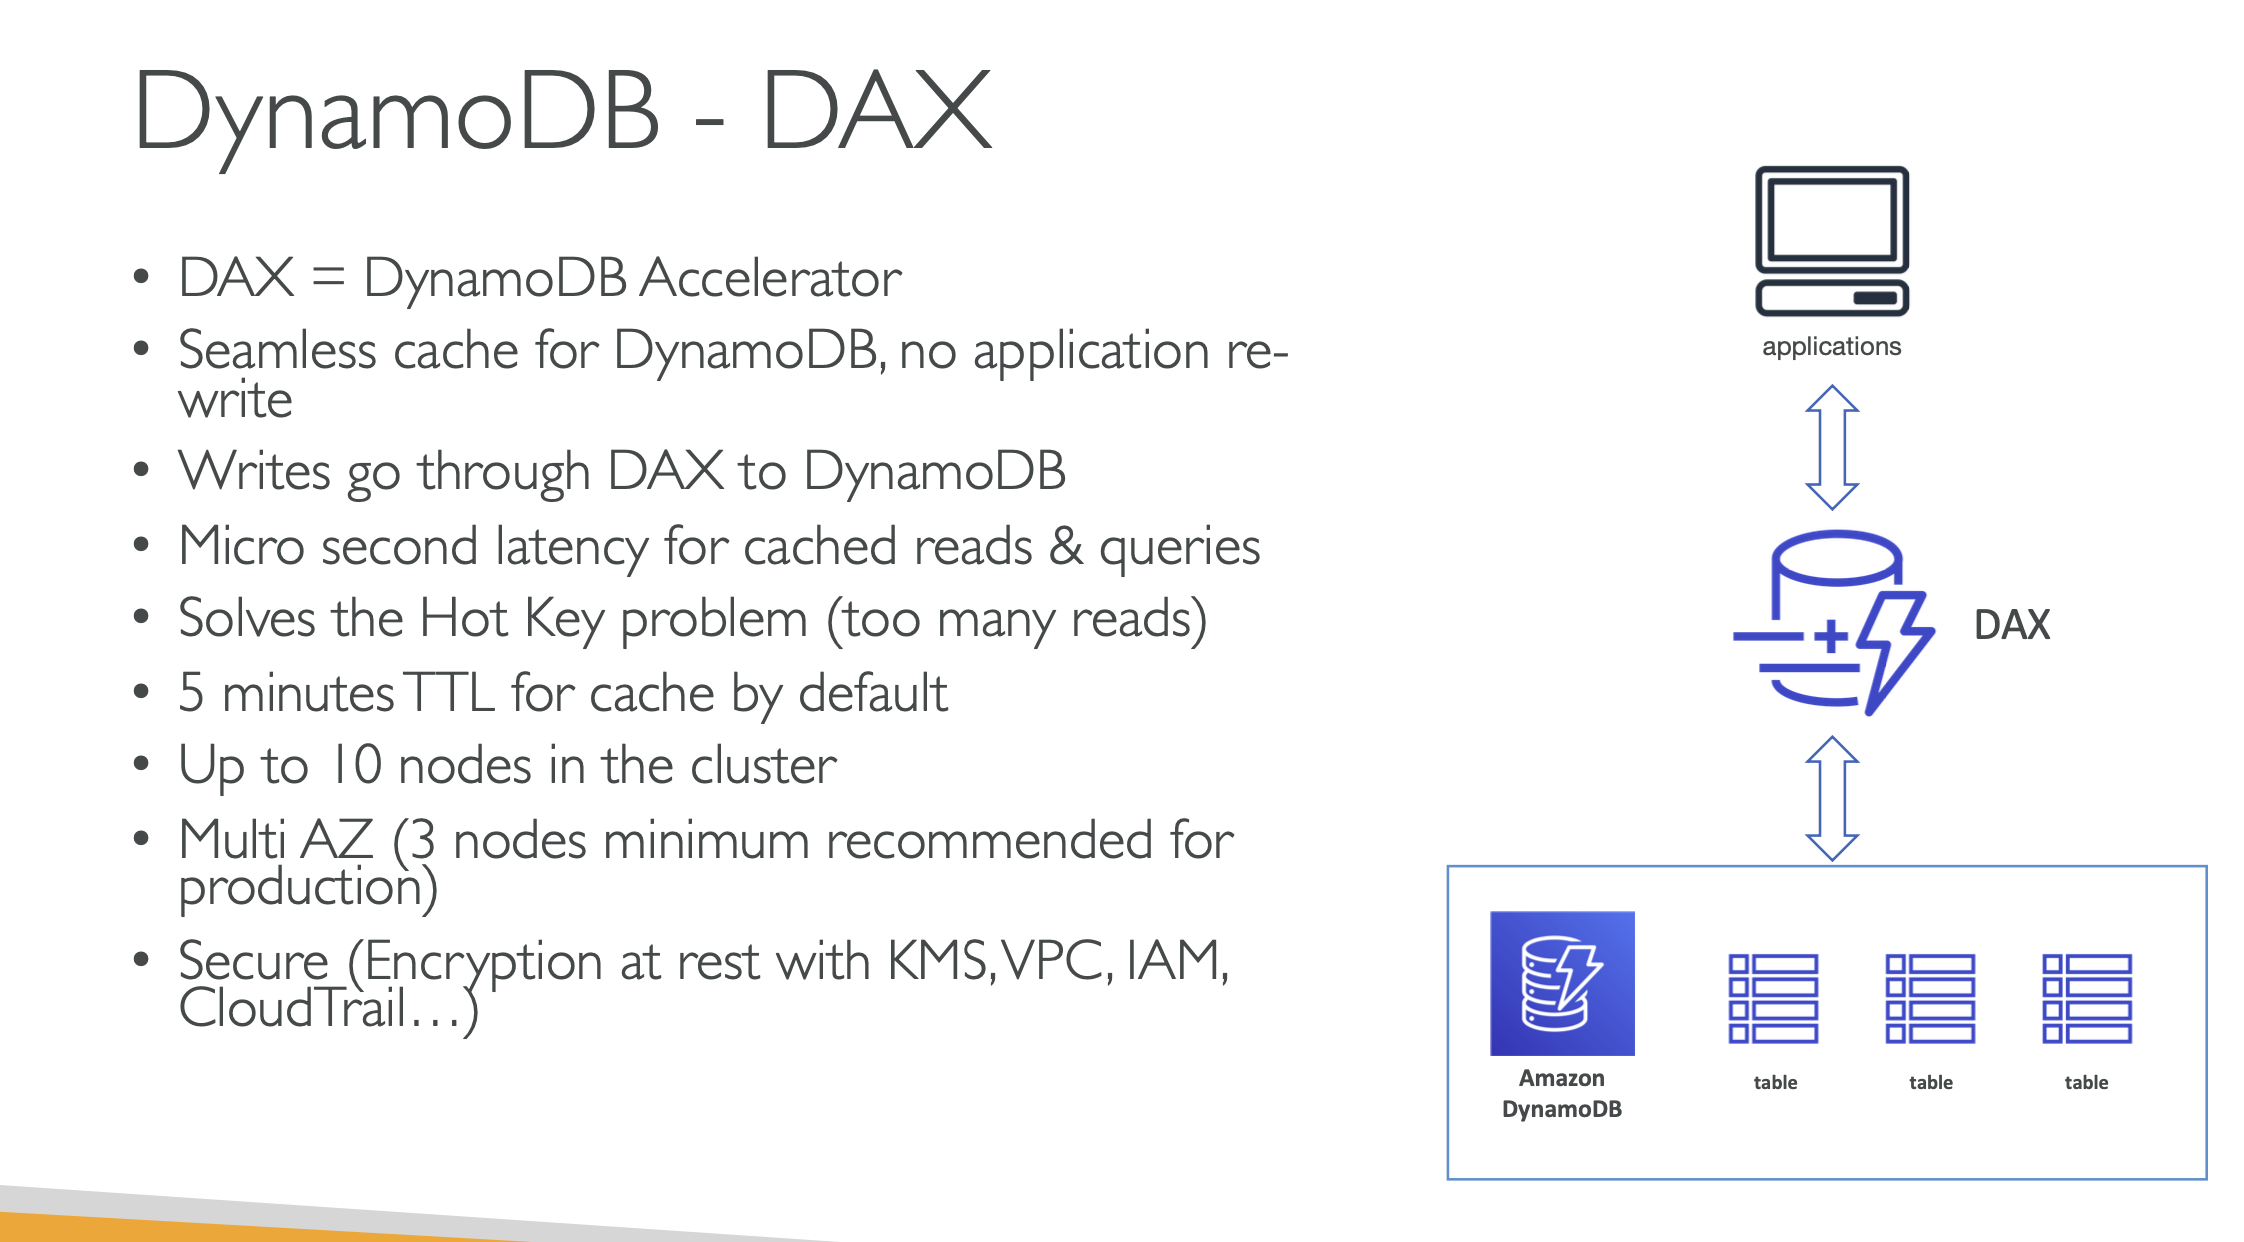 DynamoDB - DAX
• DAX = DynamoDB Accelerator
• Seamless cache for DynamoDB, no application re-
write
• Writes go through DAX to DynamoDB
• Micro second latency for cached reads & queries
• Solves the Hot Key problem (too many reads)
• 5 minutes TTL for cache by default
• Up to 10 nodes in the cluster
• Multi AZ (3 nodes minimum recommended for
production)
• Secure (Encryption at rest with KMS, VPC, IAM,
CloudTrail…)
applications
DAX
Amazon
DynamoDB
table
table
table